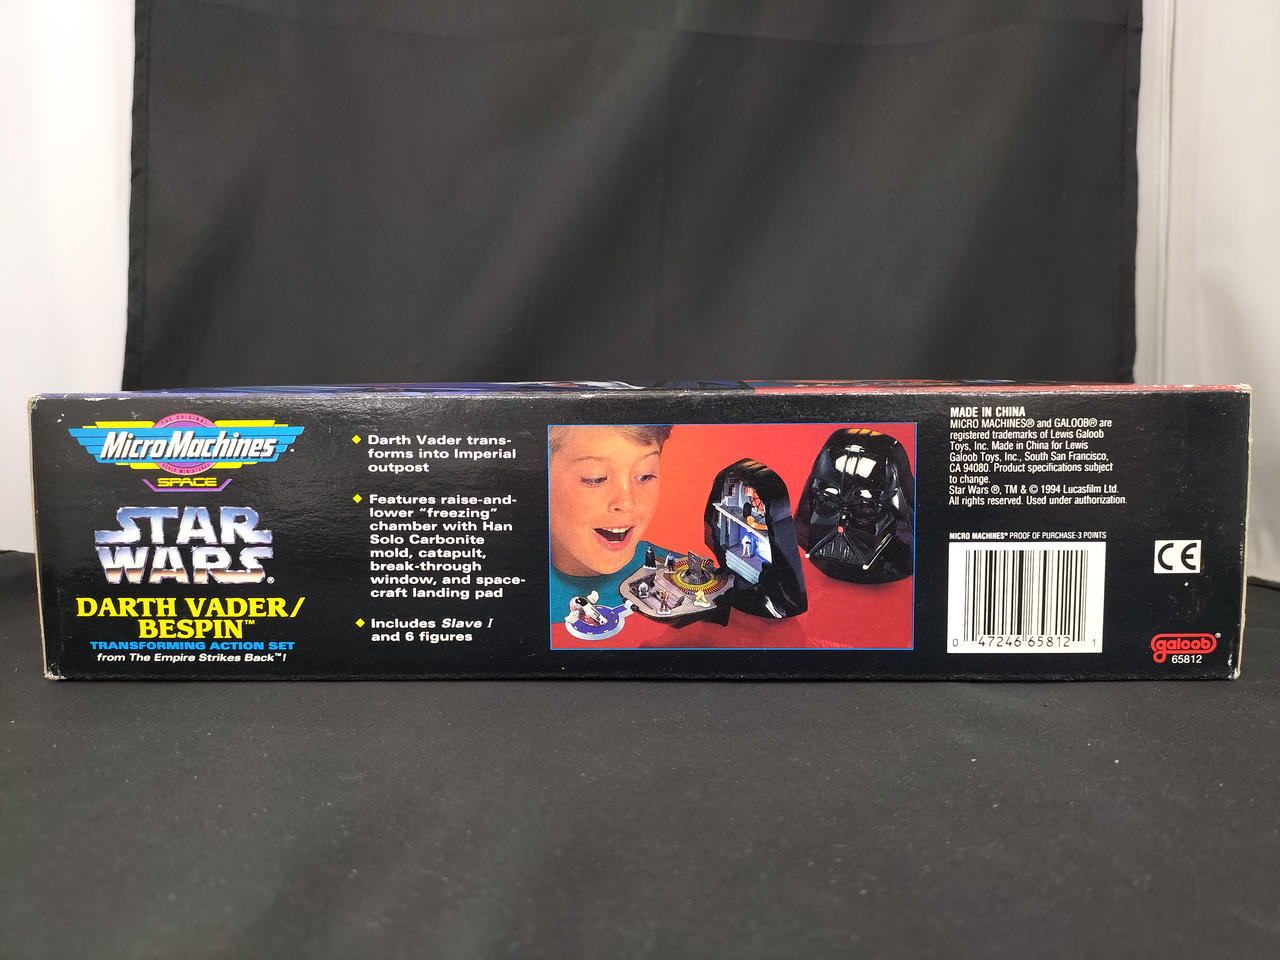 THE ORIGINAL
MicroMachines
SCALE MINIATURES
SPACE
STAR
WARS®
DARTH VADER/
BESPIN™
TRANSFORMING ACTION SET
from The Empire Strikes Back™!
◆ Darth Vader trans-
forms into Imperial
outpost
◆ Features raise-and-
lower “freezing”
chamber with Han
Solo Carbonite
mold, catapult,
break-through
window, and space-
craft landing pad
◆ Includes Slave I
and 6 figures
MADE IN CHINA
MICRO MACHINES® and GALOOB® are
registered trademarks of Lewis Galoob
Toys, Inc. Made in China for Lewis
Galoob Toys, Inc., South San Francisco,
CA 94080. Product specifications subject
to change.
Star Wars ®, TM & © 1994 Lucasfilm Ltd.
All rights reserved. Used under authorization.
MICRO MACHINES® PROOF OF PURCHASE-3 POINTS
0 47246 65812 1
CE
galoob®
65812